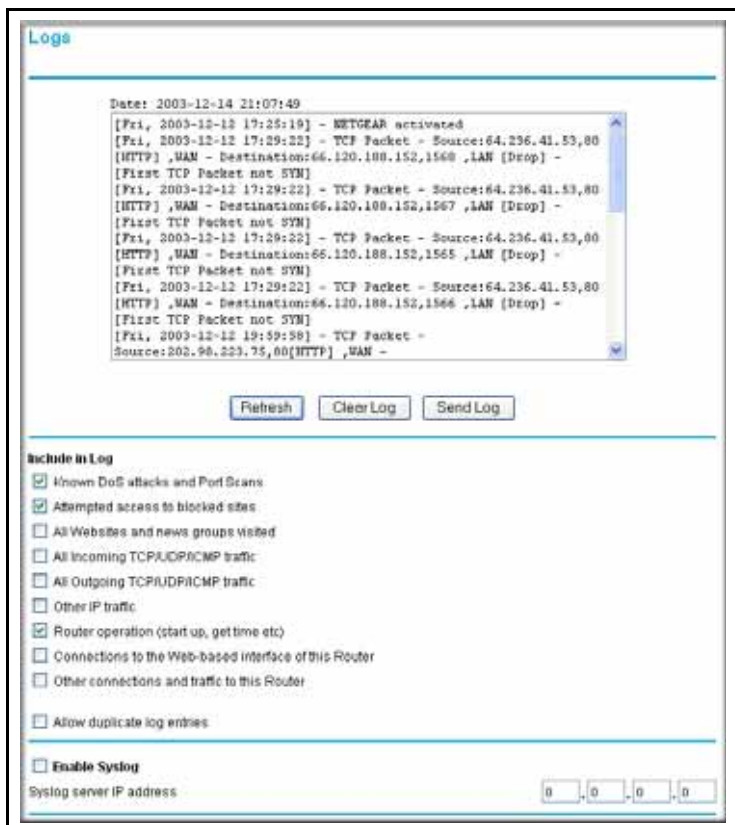 Logs
Date: 2003-12-14 21:07:49
[Fri, 2003-12-12 17:25:19] - NETGEAR activated
[Fri, 2003-12-12 17:29:22] - TCP Packet - Source:64.236.41.53,80
[HTTP] ,WAN - Destination:66.120.188.152,1568 ,LAN [Drop] -
[First TCP Packet not SYN]
[Fri, 2003-12-12 17:29:22] - TCP Packet - Source:64.236.41.53,80
[HTTP] ,WAN - Destination:66.120.188.152,1567 ,LAN [Drop] -
[First TCP Packet not SYN]
[Fri, 2003-12-12 17:29:22] - TCP Packet - Source:64.236.41.53,80
[HTTP] ,WAN - Destination:66.120.188.152,1565 ,LAN [Drop] -
[First TCP Packet not SYN]
[Fri, 2003-12-12 17:29:22] - TCP Packet - Source:64.236.41.53,80
[HTTP] ,WAN - Destination:66.120.188.152,1566 ,LAN [Drop] -
[First TCP Packet not SYN]
[Fri, 2003-12-12 19:59:58] - TCP Packet -
Source:202.98.223.75,80[HTTP] ,WAN -
Refresh Clear Log Send Log
Include in Log
Known DoS attacks and Port Scans
Attempted access to blocked sites
All Websites and news groups visited
All Incoming TCP/UDP/ICMP traffic
All Outgoing TCP/UDP/ICMP traffic
Other IP traffic
Router operation (start up, get time etc)
Connections to the Web-based interface of this Router
Other connections and traffic to this Router
Allow duplicate log entries
Enable Syslog
Syslog server IP address 0 . 0 . 0 . 0